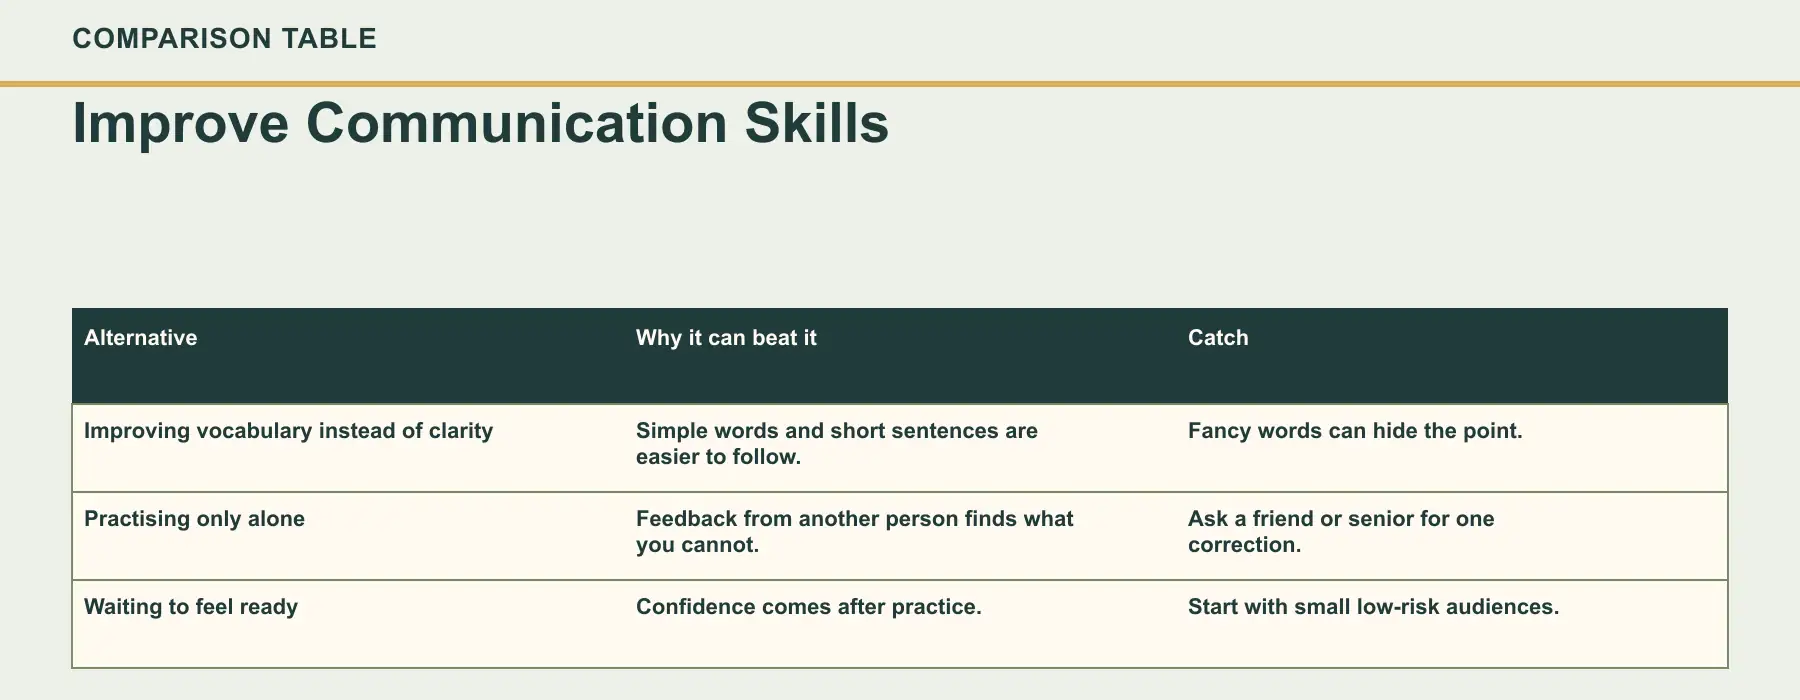 COMPARISON TABLE
Improve Communication Skills
Alternative
Why it can beat it
Catch
Improving vocabulary instead of clarity
Simple words and short sentences are
easier to follow.
Fancy words can hide the point.
Practising only alone
Feedback from another person finds what
you cannot.
Ask a friend or senior for one
correction.
Waiting to feel ready
Confidence comes after practice.
Start with small low-risk audiences.